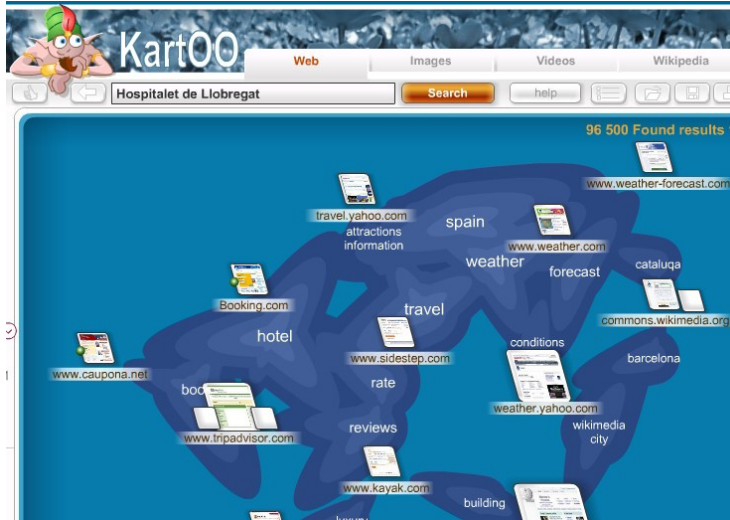 KartOO
Web
Images
Videos
Wikipedia
Hospitalet de Llobregat
Search
help
96 500 Found results
www.weather-forecast.com
travel.yahoo.com
attractions
information
spain
www.weather.com
weather
forecast
cataluqa
Booking.com
travel
commons.wikimedia.org
hotel
www.sidestep.com
conditions
barcelona
www.caupona.net
rate
weather.yahoo.com
www.tripadvisor.com
reviews
wikimedia
city
www.kayak.com
building